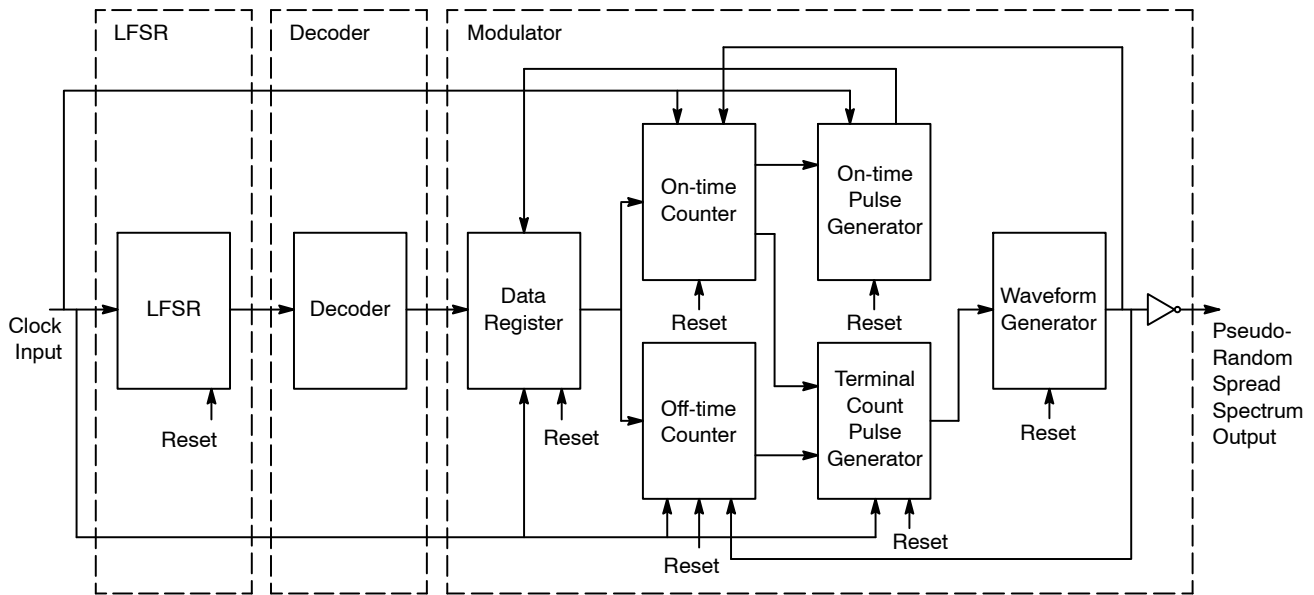 LFSR
Decoder
Modulator
On-time
Counter
On-time
Pulse
Generator
LFSR
Decoder
Data
Register
Waveform
Generator
Clock
Input
Reset
Reset
Pseudo-
Random
Spread
Spectrum
Output
Off-time
Counter
Terminal
Count
Pulse
Generator
Reset
Reset
Reset
Reset
Reset